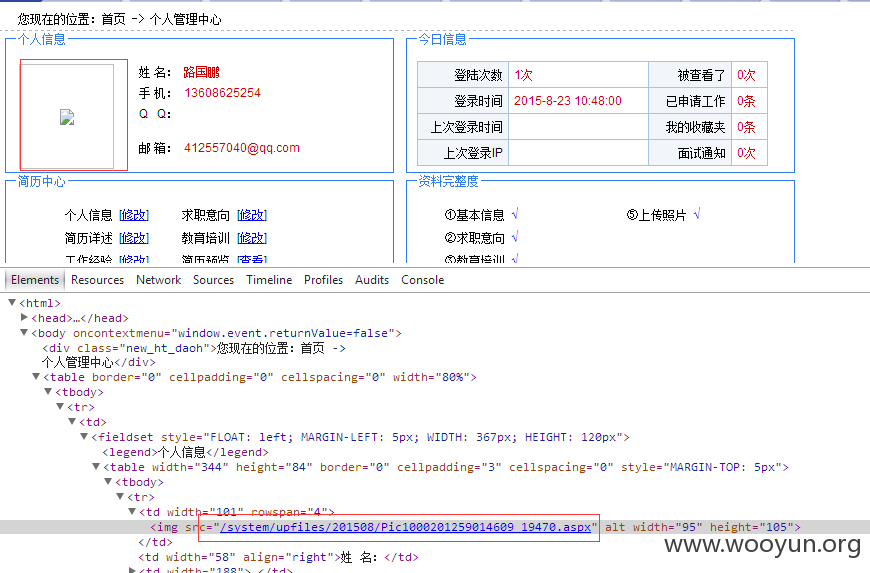 您现在的位置：首页 -> 个人管理中心
个人信息
姓 名： 路国鹏
手 机： 13608625254
Q Q：
邮 箱： 412557040@qq.com
今日信息
登陆次数 1次 被查看了 0次
登录时间 2015-8-23 10:48:00 已申请工作 0条
上次登录时间 我的收藏夹 0条
上次登录IP 面试通知 0次
简历中心
个人信息 [修改] 求职意向 [修改]
简历详述 [修改] 教育培训 [修改]
工作经验 [修改] 简历预览 [查看]
资料完整度
①基本信息 √ ⑤上传照片 √
②求职意向 √
③教育培训 √
Elements Resources Network Sources Timeline Profiles Audits Console
▼<html>
▶<head>…</head>
▼<body oncontextmenu="window.event.returnValue=false">
<div class="new_ht_daoh">您现在的位置：首页 ->
个人管理中心</div>
▼<table border="0" cellpadding="0" cellspacing="0" width="80%">
▼<tbody>
▼<tr>
▼<td>
▼<fieldset style="FLOAT: left; MARGIN-LEFT: 5px; WIDTH: 367px; HEIGHT: 120px">
<legend>个人信息</legend>
▼<table width="344" height="84" border="0" cellpadding="3" cellspacing="0" style="MARGIN-TOP: 5px">
▼<tbody>
▼<tr>
▼<td width="101" rowspan="4">
<img src="/system/upfiles/201508/Pic1000201259014609_19470.aspx" alt width="95" height="105">
</td>
<td width="58" align="right">姓 名：</td>
▶<td width="188">…</td>
www.wooyun.org